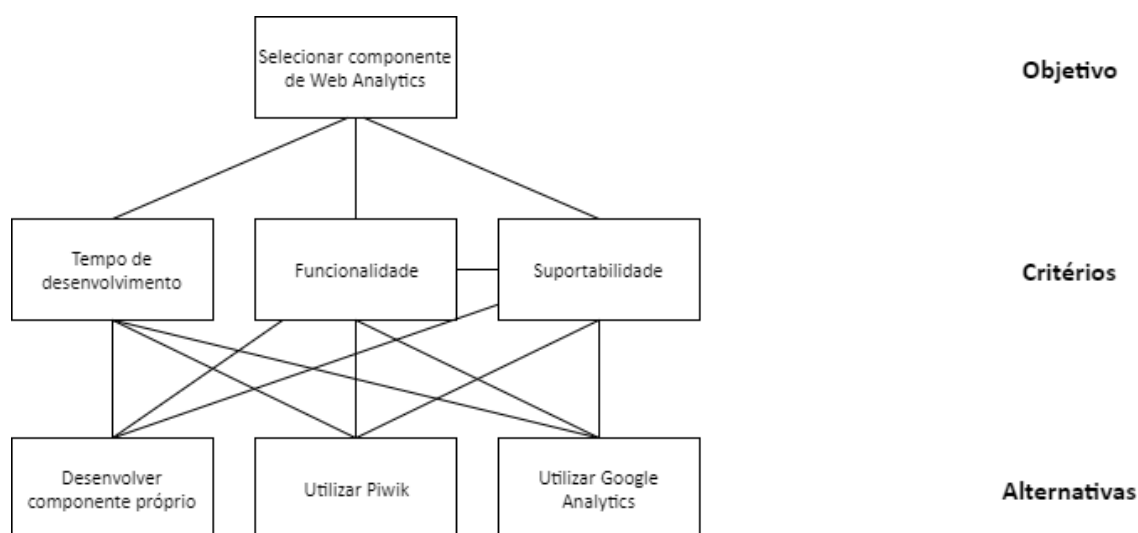 Selecionar componente
de Web Analytics
Objetivo
Tempo de
desenvolvimento
Funcionalidade
Suportabilidade
Critérios
Desenvolver
componente próprio
Utilizar Piwik
Utilizar Google
Analytics
Alternativas